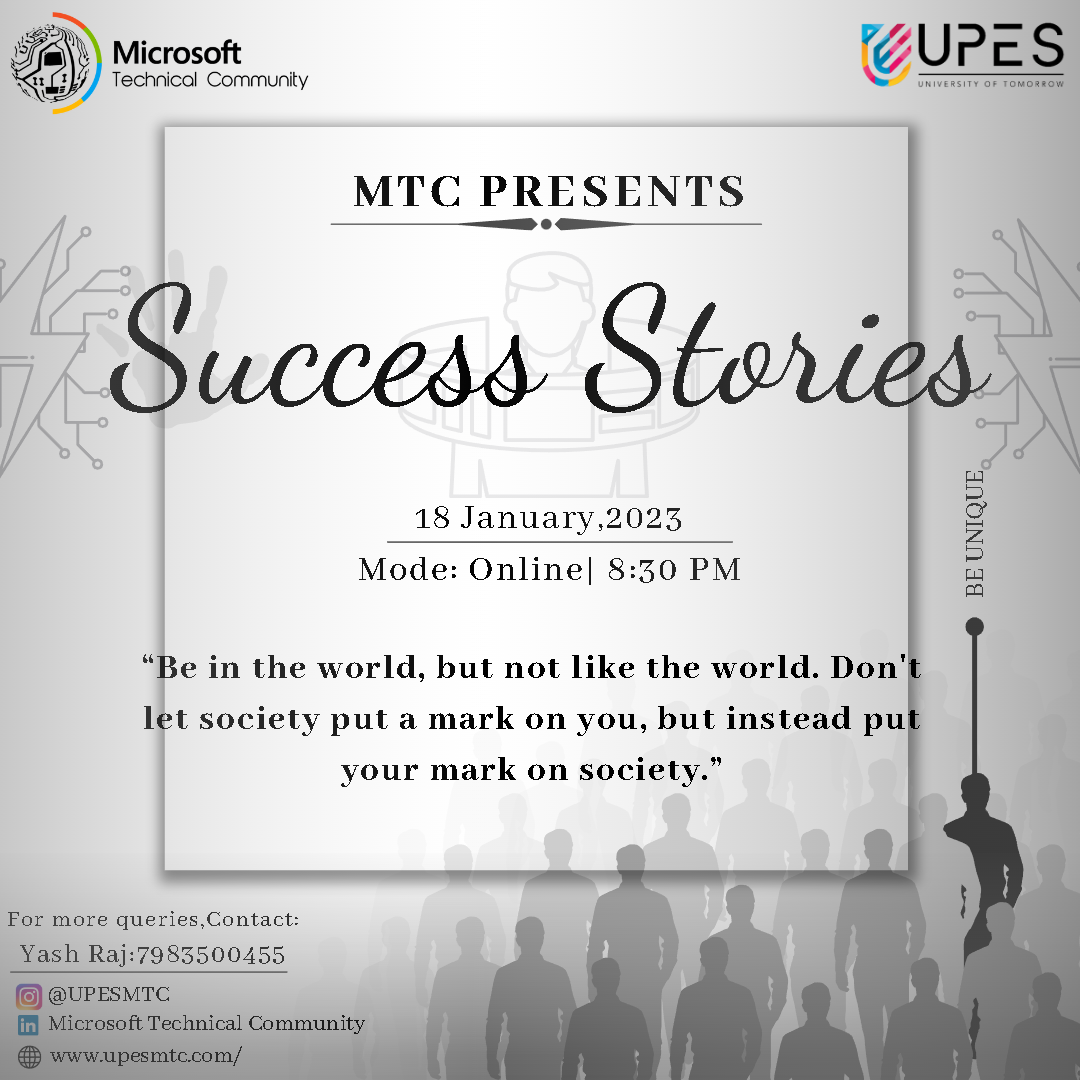 Microsoft
Technical Community
UPES
UNIVERSITY OF TOMORROW
MTC PRESENTS
Success Stories
18 January,2023
Mode: Online| 8:30 PM
BE UNIQUE
“Be in the world, but not like the world. Don't
let society put a mark on you, but instead put
your mark on society.”
For more queries,Contact:
Yash Raj:7983500455
@UPESMTC
Microsoft Technical Community
www.upesmtc.com/